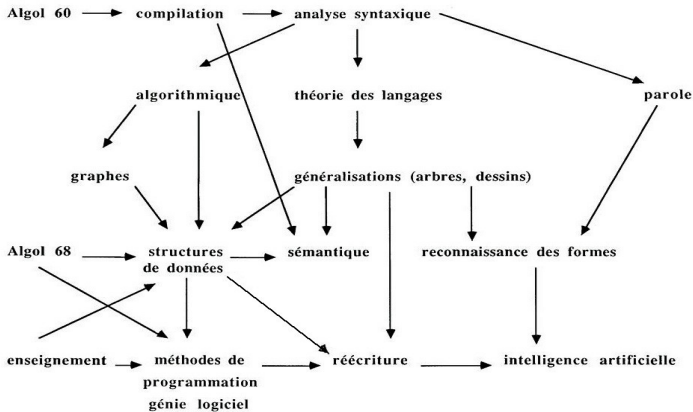 Algol 60 compilation analyse syntaxique
algorithmique théorie des langages parole
graphes généralisations (arbres, dessins)
Algol 68 structures de données sémantique reconnaissance des formes
enseignement méthodes de programmation génie logiciel réécriture intelligence artificielle